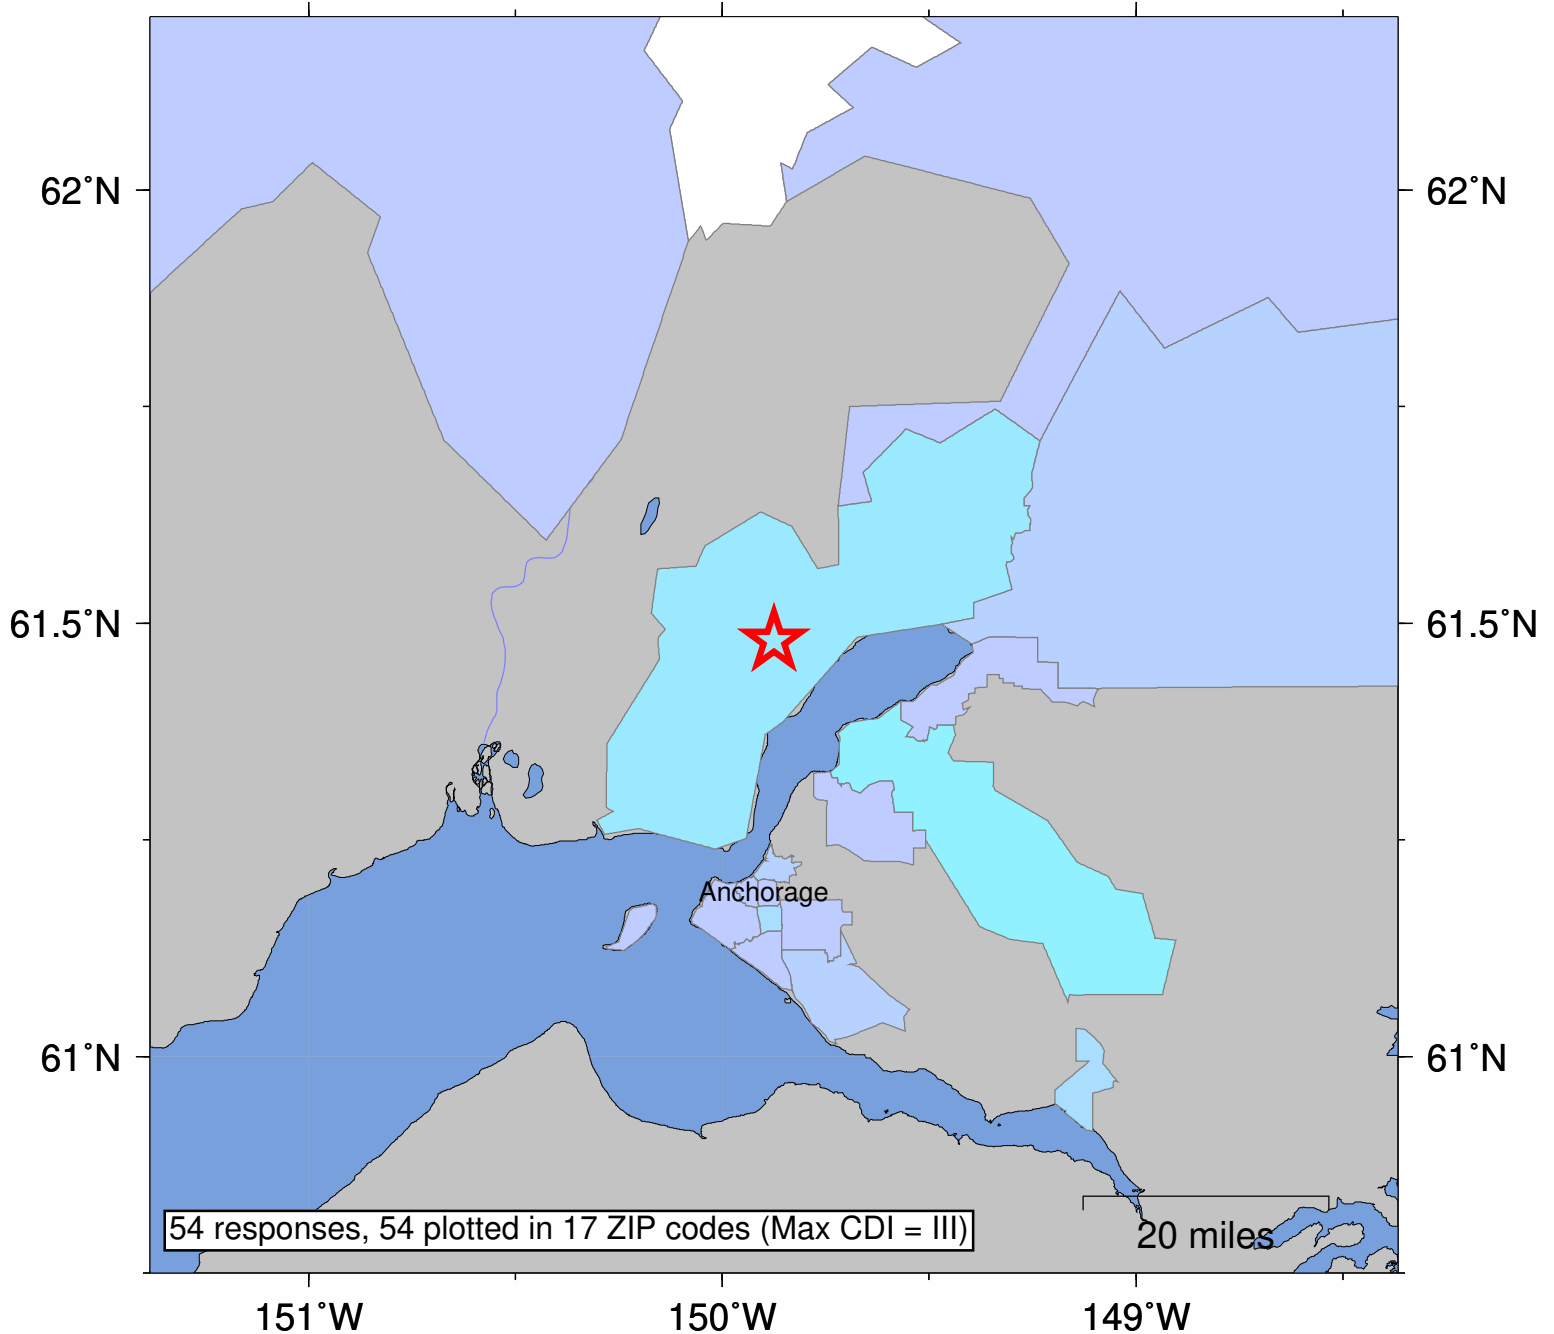 62˚N
62˚N
61.5˚N
61.5˚N
Anchorage
61˚N
61˚N
54 responses, 54 plotted in 17 ZIP codes (Max CDI = III)
20 miles
151˚W
150˚W
149˚W